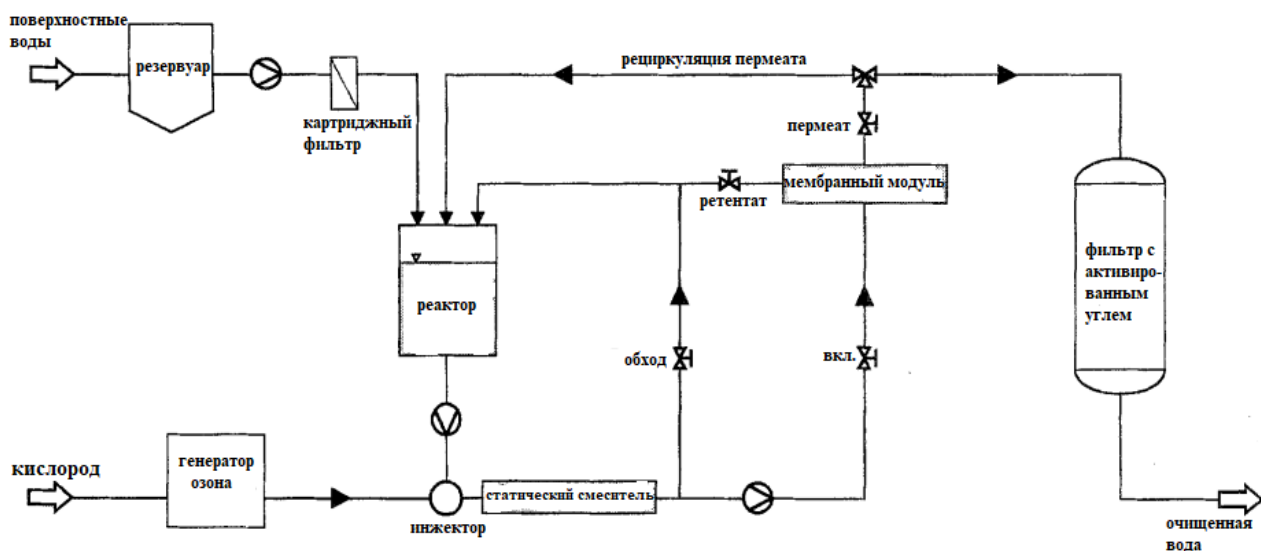 поверхностные
воды
резервуар
картриджный
фильтр
рециркуляция пермеата
пермеат
мембранный модуль
ретентат
фильтр с
активиро-
ванным
углем
реактор
обход
вкл.
кислород
генератор
озона
инжектор
статический смеситель
очищенная
вода